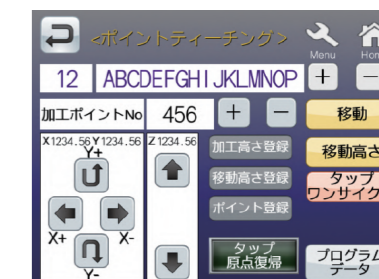 <ポイントティーチング>
Menu
12 ABCDEFGHIJKLMNOP + -
加工ポイントNo 456 + - 移動
X1234.56 Y1234.56 Z1234.56 加工高さ登録 移動高さ
Y+
移動高さ登録 タップ
ワンサイク
ポイント登録
X+ X-
タップ
原点復帰
プログラム
データ
Y-